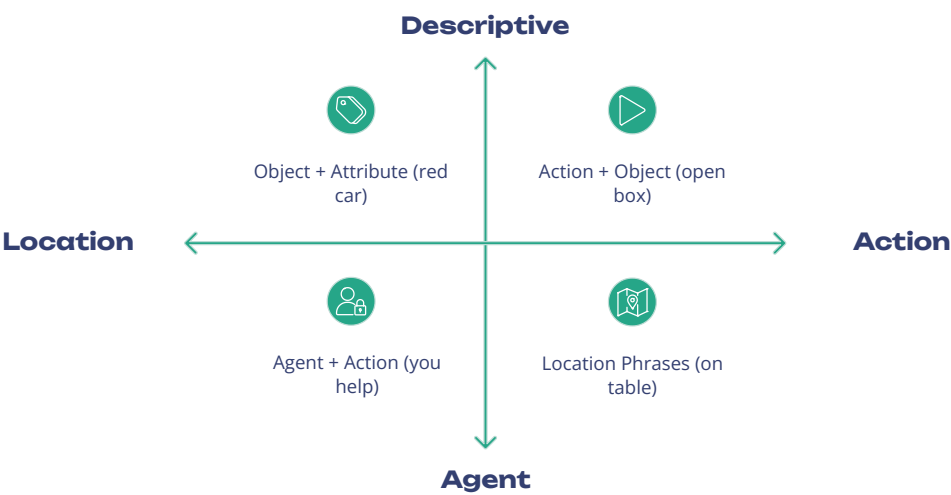 Descriptive
Object + Attribute (red
car)
Action + Object (open
box)
Location
Action
Agent + Action (you
help)
Location Phrases (on
table)
Agent